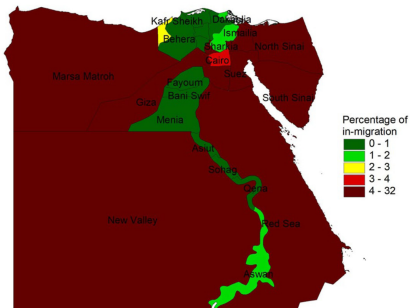 Kafr Sheikh
Dakahlia
Behera
Ismailia
Sharkia
North Sinai
Cairo
Marsa Matroh
Suez
Fayoum
Giza
Bani Swif
South Sinai
Menia
Asiut
Sohag
Qena
New Valley
Red Sea
Aswan
Percentage of
in-migration
0 - 1
1 - 2
2 - 3
3 - 4
4 - 32